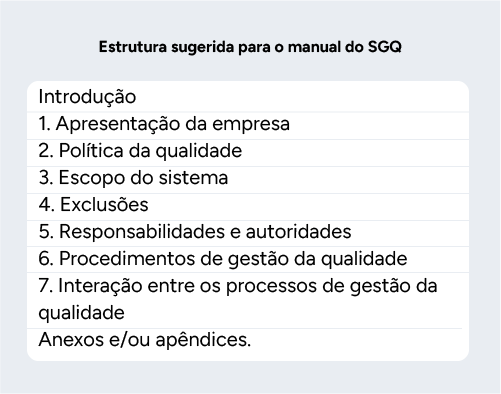 Estrutura sugerida para o manual do SGQ
Introdução
1. Apresentação da empresa
2. Política da qualidade
3. Escopo do sistema
4. Exclusões
5. Responsabilidades e autoridades
6. Procedimentos de gestão da qualidade
7. Interação entre os processos de gestão da
qualidade
Anexos e/ou apêndices.